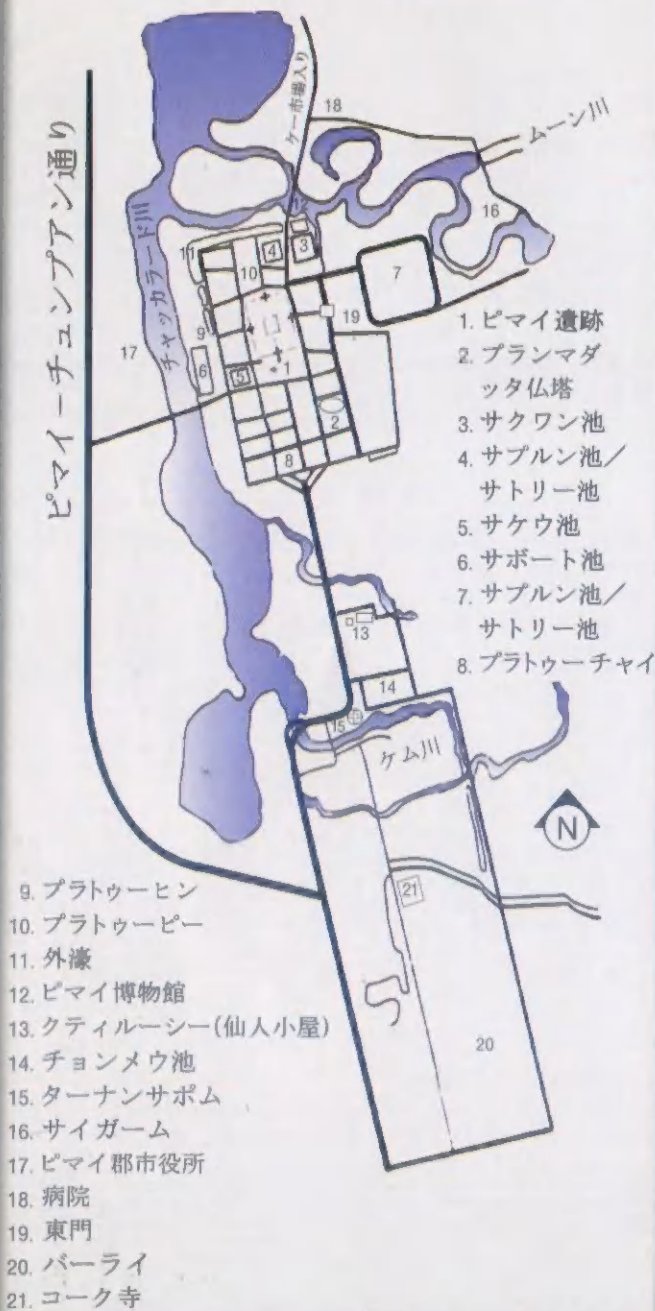 ケー市場入り
18
ムーン川
ピマイーチュンプアン通り
チャッカラード川
12
16
11
4
3
10
7
19
9
17
6
5
1
2
8
1. ピマイ遺跡
2. プランマダ
ッタ仏塔
3. サクワン池
4. サプルン池／
サトリー池
5. サケウ池
6. サボート池
7. サプルン池／
サトリー池
8. プラトゥーチャイ
13
14
15
ケム川
N
21
20
9. プラトゥーヒン
10. プラトゥーピー
11. 外濠
12. ピマイ博物館
13. クティルーシー(仙人小屋)
14. チョンメウ池
15. ターナンサポム
16. サイガーム
17. ピマイ郡市役所
18. 病院
19. 東門
20. バーライ
21. コーク寺